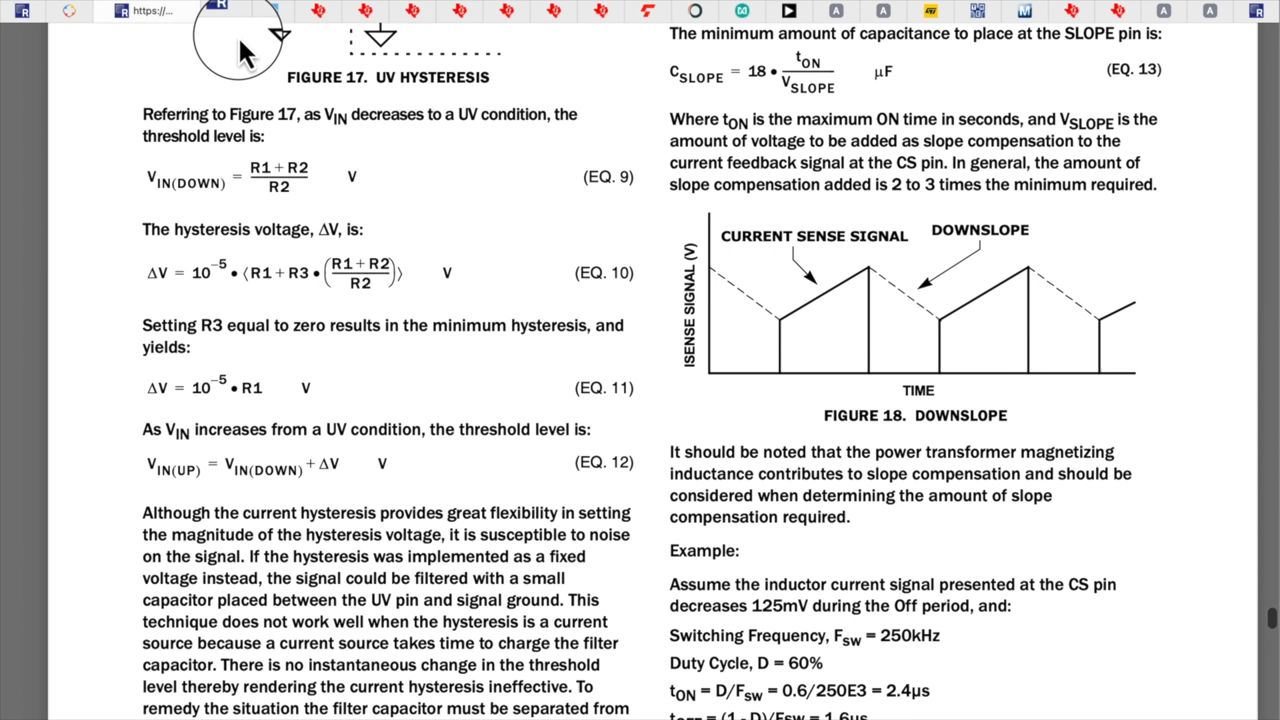 https://...
FIGURE 17. UV HYSTERESIS
Referring to Figure 17, as VIN decreases to a UV condition, the
threshold level is:
VIN(DOWN) = R1 + R2 / R2 V (EQ. 9)
The hysteresis voltage, ΔV, is:
ΔV = 10^–5 • ⟨R1 + R3 • (R1 + R2 / R2)⟩ V (EQ. 10)
Setting R3 equal to zero results in the minimum hysteresis, and
yields:
ΔV = 10^–5 • R1 V (EQ. 11)
As VIN increases from a UV condition, the threshold level is:
VIN(UP) = VIN(DOWN) + ΔV V (EQ. 12)
Although the current hysteresis provides great flexibility in setting
the magnitude of the hysteresis voltage, it is susceptible to noise
on the signal. If the hysteresis was implemented as a fixed
voltage instead, the signal could be filtered with a small
capacitor placed between the UV pin and signal ground. This
technique does not work well when the hysteresis is a current
source because a current source takes time to charge the filter
capacitor. There is no instantaneous change in the threshold
level thereby rendering the current hysteresis ineffective. To
remedy the situation the filter capacitor must be separated from
The minimum amount of capacitance to place at the SLOPE pin is:
CSLOPE = 18 • tON / VSLOPE µF (EQ. 13)
Where tON is the maximum ON time in seconds, and VSLOPE is the
amount of voltage to be added as slope compensation to the
current feedback signal at the CS pin. In general, the amount of
slope compensation added is 2 to 3 times the minimum required.
CURRENT SENSE SIGNAL
DOWNSLOPE
ISENSE SIGNAL (V)
TIME
FIGURE 18. DOWNSLOPE
It should be noted that the power transformer magnetizing
inductance contributes to slope compensation and should be
considered when determining the amount of slope
compensation required.
Example:
Assume the inductor current signal presented at the CS pin
decreases 125mV during the Off period, and:
Switching Frequency, Fsw = 250kHz
Duty Cycle, D = 60%
tON = D/Fsw = 0.6/250E3 = 2.4µs
tOFF = (1 - D)/Fsw = 1.6µs